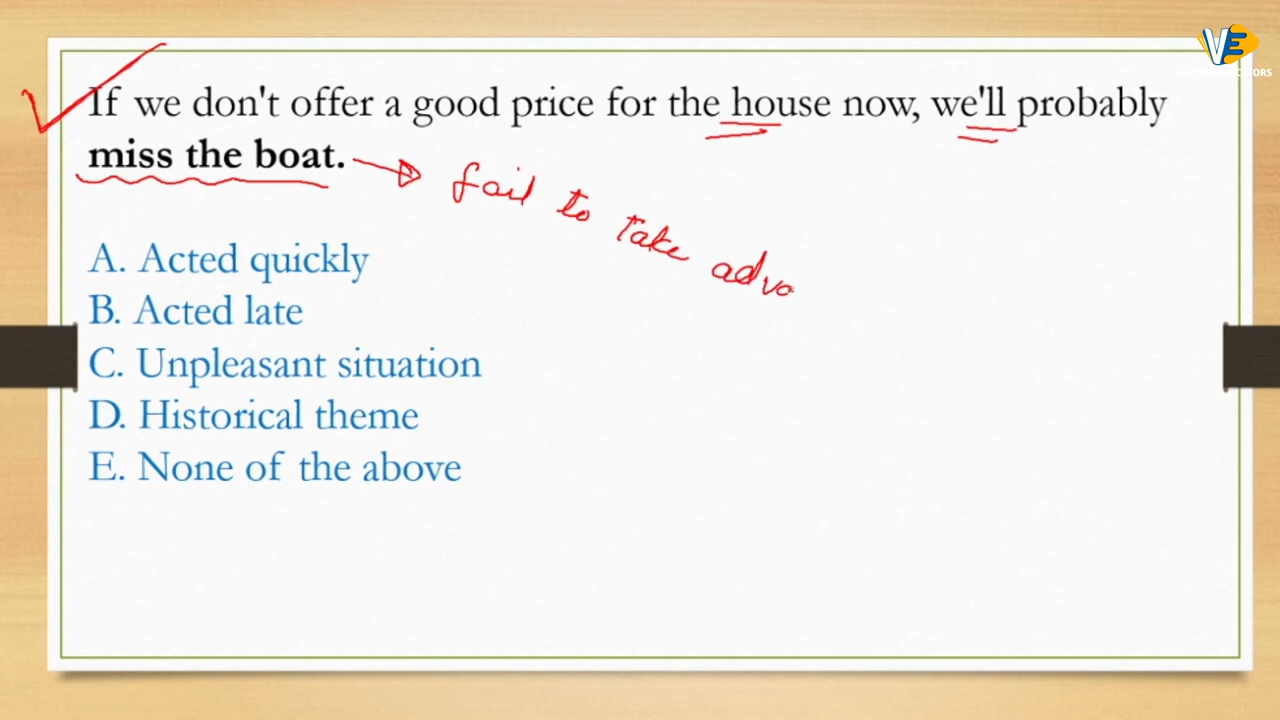 If we don't offer a good price for the house now, we'll probably
miss the boat.
fail to take adva
A. Acted quickly
B. Acted late
C. Unpleasant situation
D. Historical theme
E. None of the above
VE